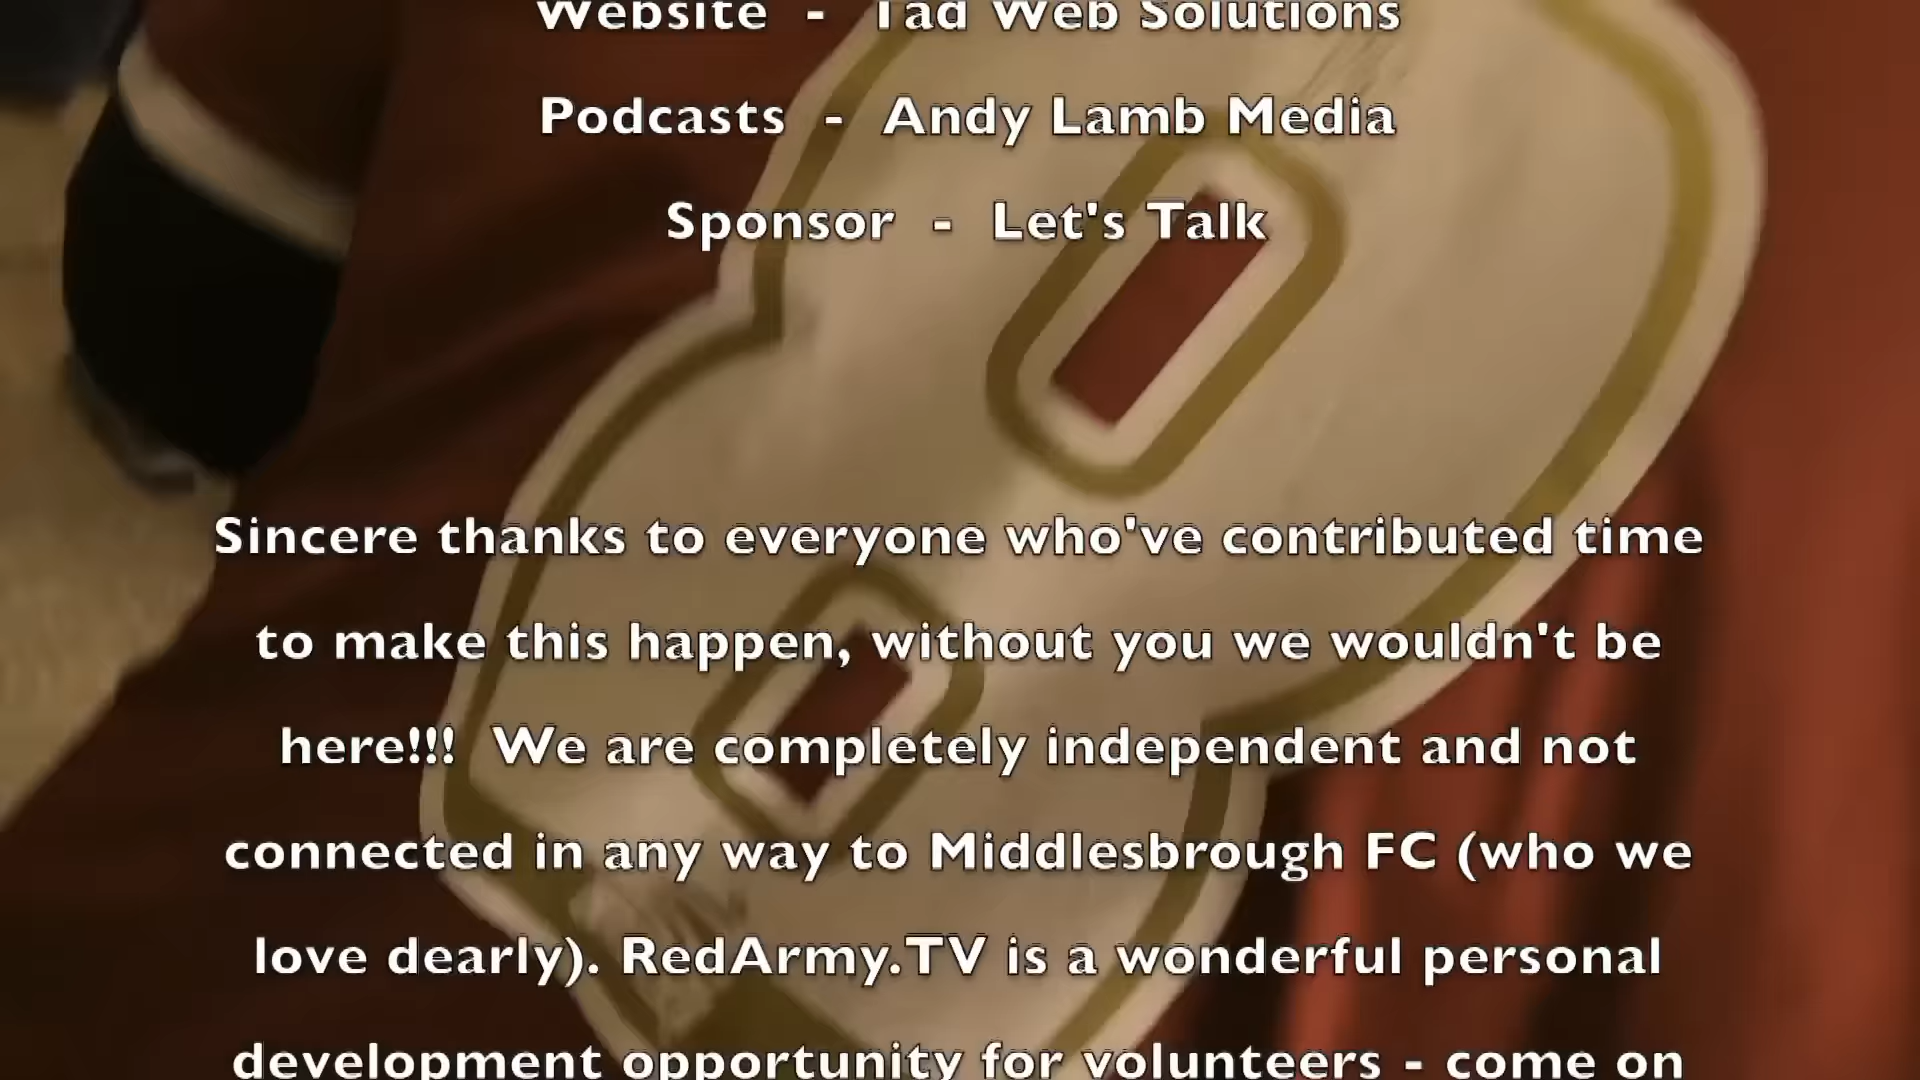 Website - Tad Web Solutions
Podcasts - Andy Lamb Media
Sponsor - Let's Talk
Sincere thanks to everyone who've contributed time
to make this happen, without you we wouldn't be
here!!! We are completely independent and not
connected in any way to Middlesbrough FC (who we
love dearly). RedArmy.TV is a wonderful personal
development opportunity for volunteers - come on